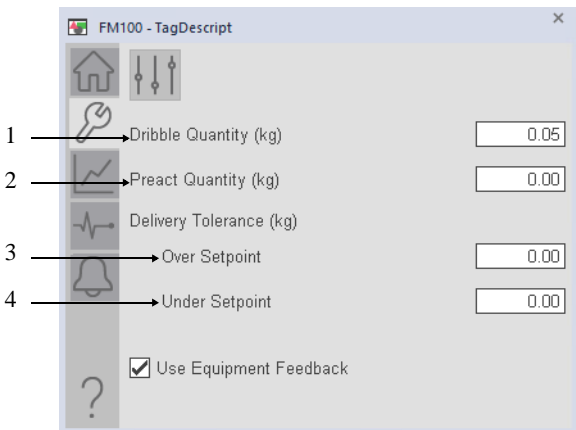 FM100 - TagDescript
1 Dribble Quantity (kg) 0.05
2 Preact Quantity (kg) 0.00
Delivery Tolerance (kg)
3 Over Setpoint 0.00
4 Under Setpoint 0.00
Use Equipment Feedback
?